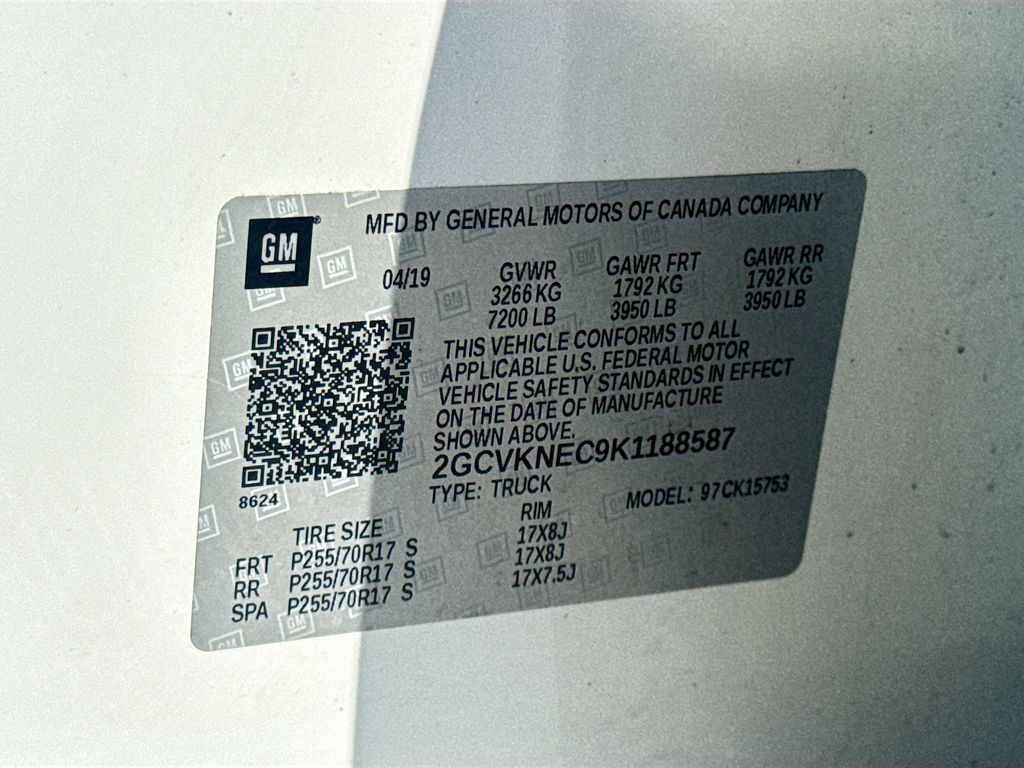 GM
MFD BY GENERAL MOTORS OF CANADA COMPANY
04/19
GVWR GAWR FRT GAWR RR
3266 KG 1792 KG 1792 KG
7200 LB 3950 LB 3950 LB
THIS VEHICLE CONFORMS TO ALL
APPLICABLE U.S. FEDERAL MOTOR
VEHICLE SAFETY STANDARDS IN EFFECT
ON THE DATE OF MANUFACTURE
SHOWN ABOVE.
2GCVKNEC9K1188587
TYPE: TRUCK MODEL: 97CK15753
8624
TIRE SIZE RIM
FRT P255/70R17 S 17X8J
RR P255/70R17 S 17X8J
SPA P255/70R17 S 17X7.5J